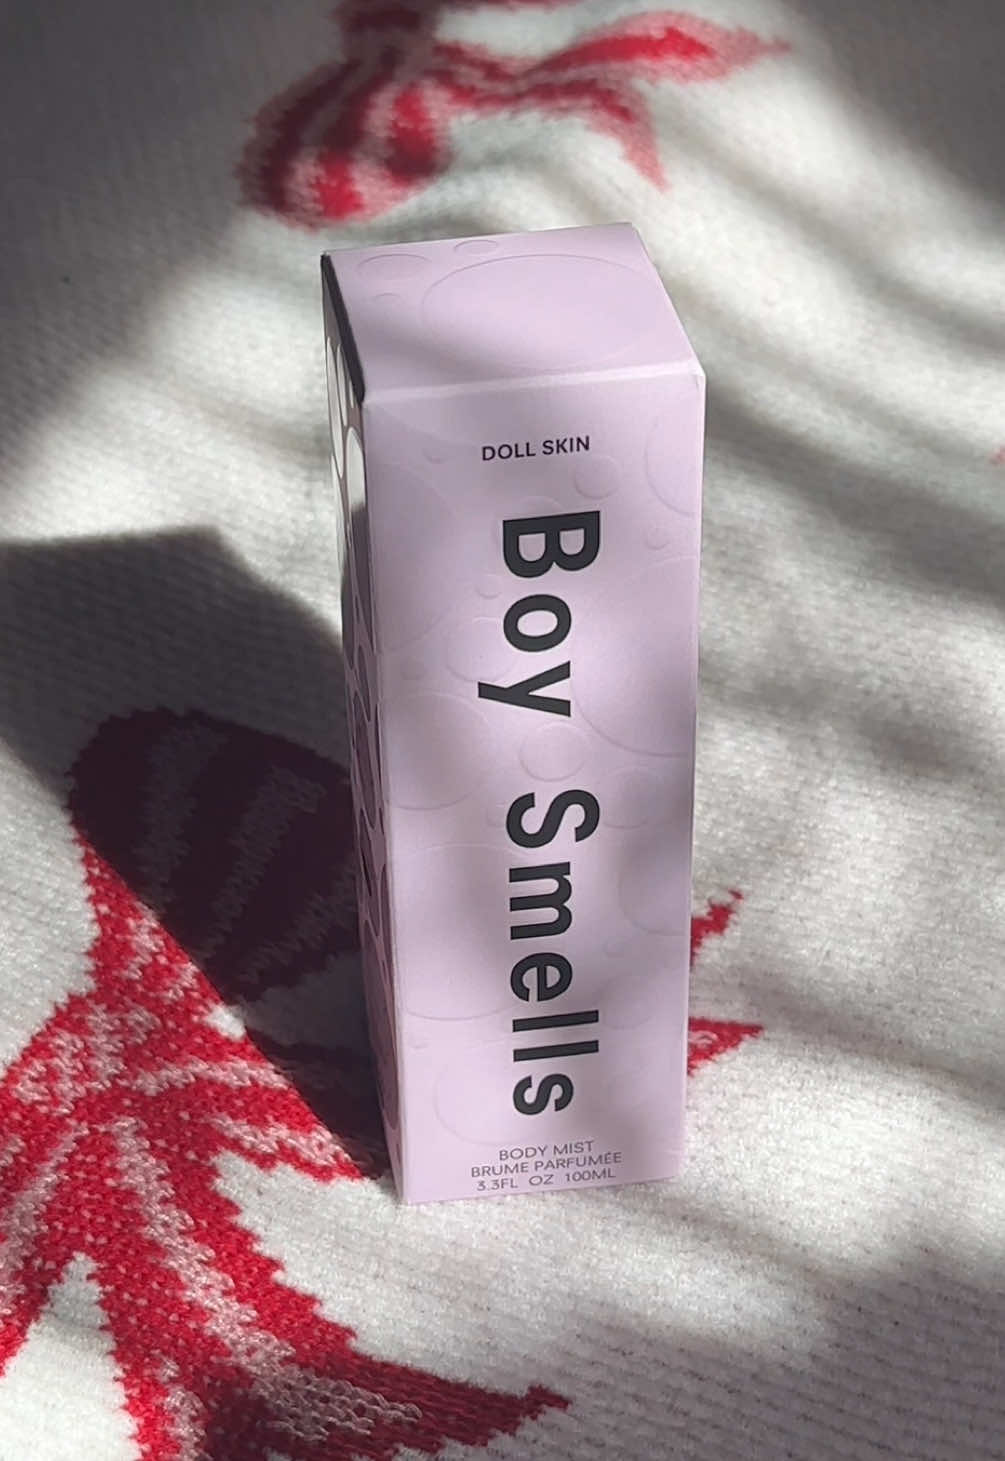 DOLL SKIN
Boy Smells
BODY MIST
BRUME PARFUMÉE
3.3FL OZ 100ML